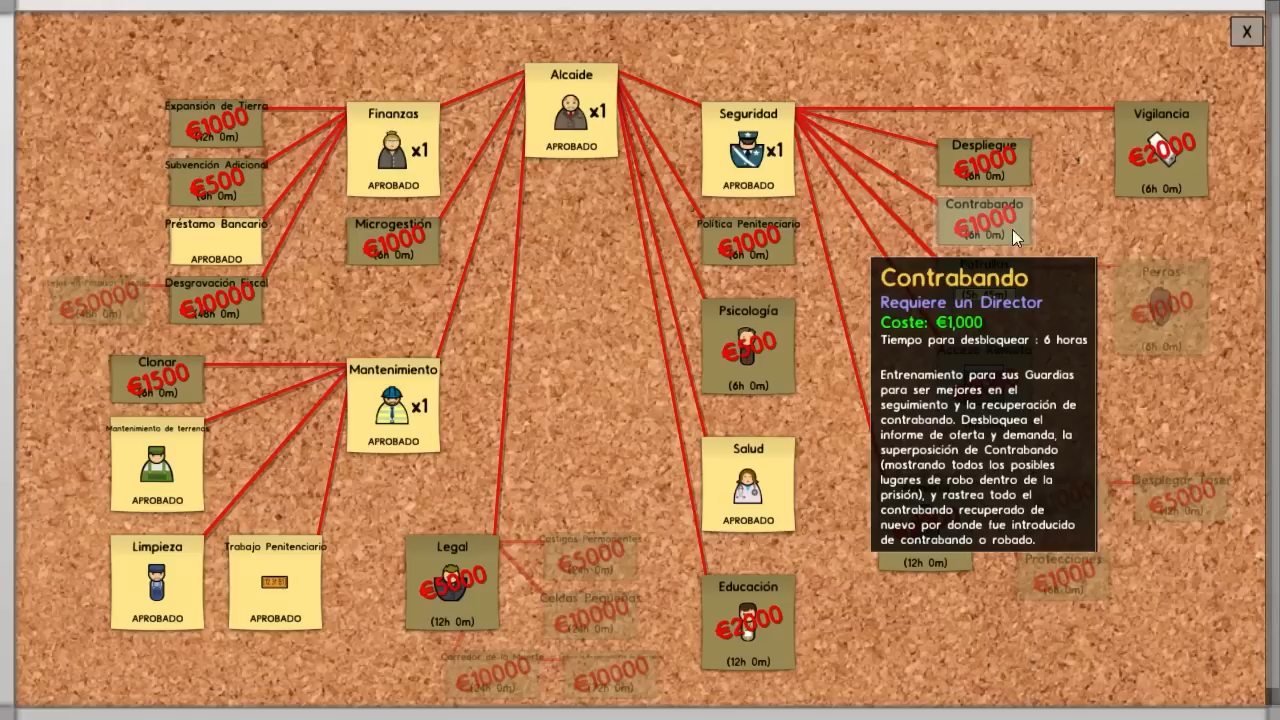 X
Alcaide
x1
APROBADO
Expansión de Tierra
€1000
(12h 0m)
Subvención Adicional
€500
Préstamo Bancario
APROBADO
Desgravación Fiscal
€10000
(48h 0m)
€50000
Finanzas
x1
APROBADO
Microgestión
€1000
(6h 0m)
Clonar
€1500
(6h 0m)
Mantenimiento
x1
APROBADO
Mantenimiento de terrenos
APROBADO
Limpieza
APROBADO
Trabajo Penitenciario
APROBADO
Legal
€5000
(12h 0m)
Castigos Permanentes
€5000
Celdas Pequeñas
€10000
Corredor de la Muerte
€10000
€10000
Seguridad
x1
APROBADO
Política Penitenciario
€1000
(6h 0m)
Psicología
€500
(6h 0m)
Salud
APROBADO
Educación
€2000
(12h 0m)
Vigilancia
€2000
(6h 0m)
Despliegue
€1000
(6h 0m)
Contrabando
€1000
(6h 0m)
Perros
€1000
(6h 0m)
€5000
(12h 0m)
Protecciones
€1000
(12h 0m)
Contrabando
Requiere un Director
Coste: €1,000
Tiempo para desbloquear : 6 horas
Entrenamiento para sus Guardias
para ser mejores en el
seguimiento y la recuperación de
contrabando. Desbloquea el
informe de oferta y demanda, la
superposición de Contrabando
(mostrando todos los posibles
lugares de robo dentro de la
prisión), y rastrea todo el
contrabando recuperado de
nuevo por donde fue introducido
de contrabando o robado.